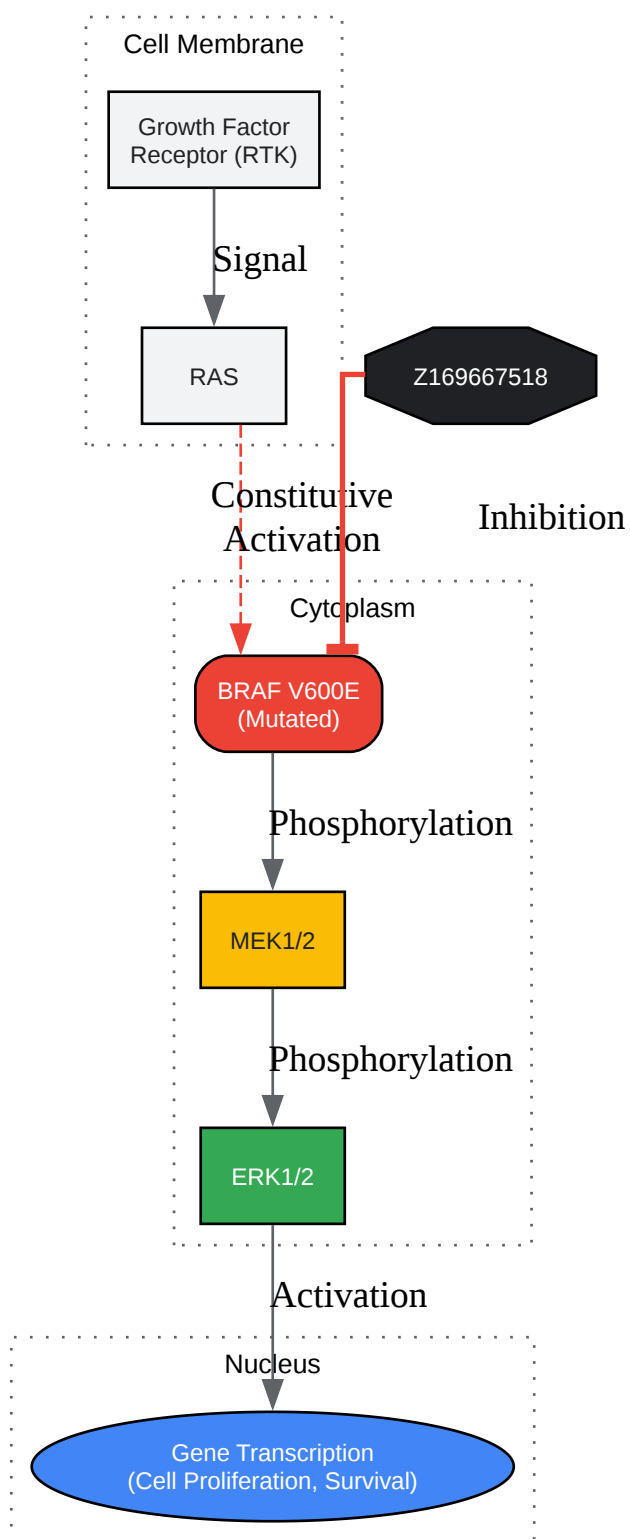 Cell Membrane
Growth Factor
Receptor (RTK)
Signal
RAS
Z169667518
Constitutive
Activation
Inhibition
Cytoplasm
BRAF V600E
(Mutated)
Phosphorylation
MEK1/2
Phosphorylation
ERK1/2
Activation
Nucleus
Gene Transcription
(Cell Proliferation, Survival)